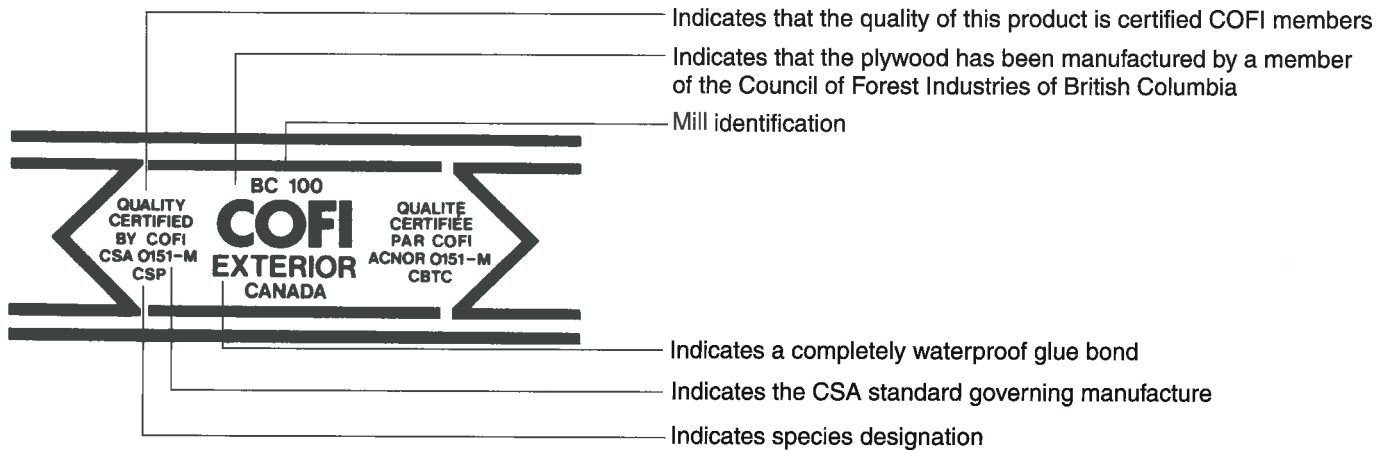 Indicates that the quality of this product is certified COFI members
Indicates that the plywood has been manufactured by a member
of the Council of Forest Industries of British Columbia
Mill identification
BC 100
COFI
EXTERIOR
CANADA
QUALITY
CERTIFIED
BY COFI
CSA O151-M
CSP
QUALITÉ
CERTIFIÉE
PAR COFI
ACNOR O151-M
CBTC
Indicates a completely waterproof glue bond
Indicates the CSA standard governing manufacture
Indicates species designation